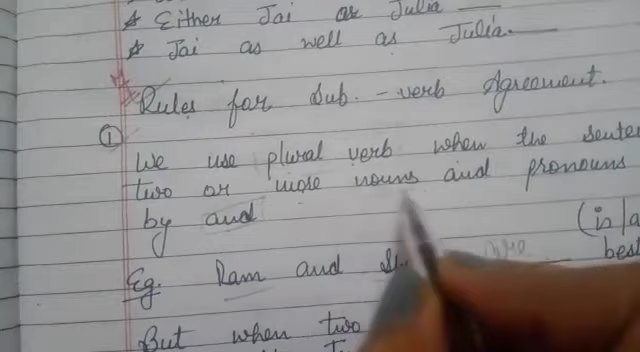 Either Jai or Julia
Jai as well as Julia.
Rules for Sub. - verb Agreement.
① We use plural verb when the senten
two or more nouns and pronouns
by and
(is/a
Eg. Ram and best
But when two